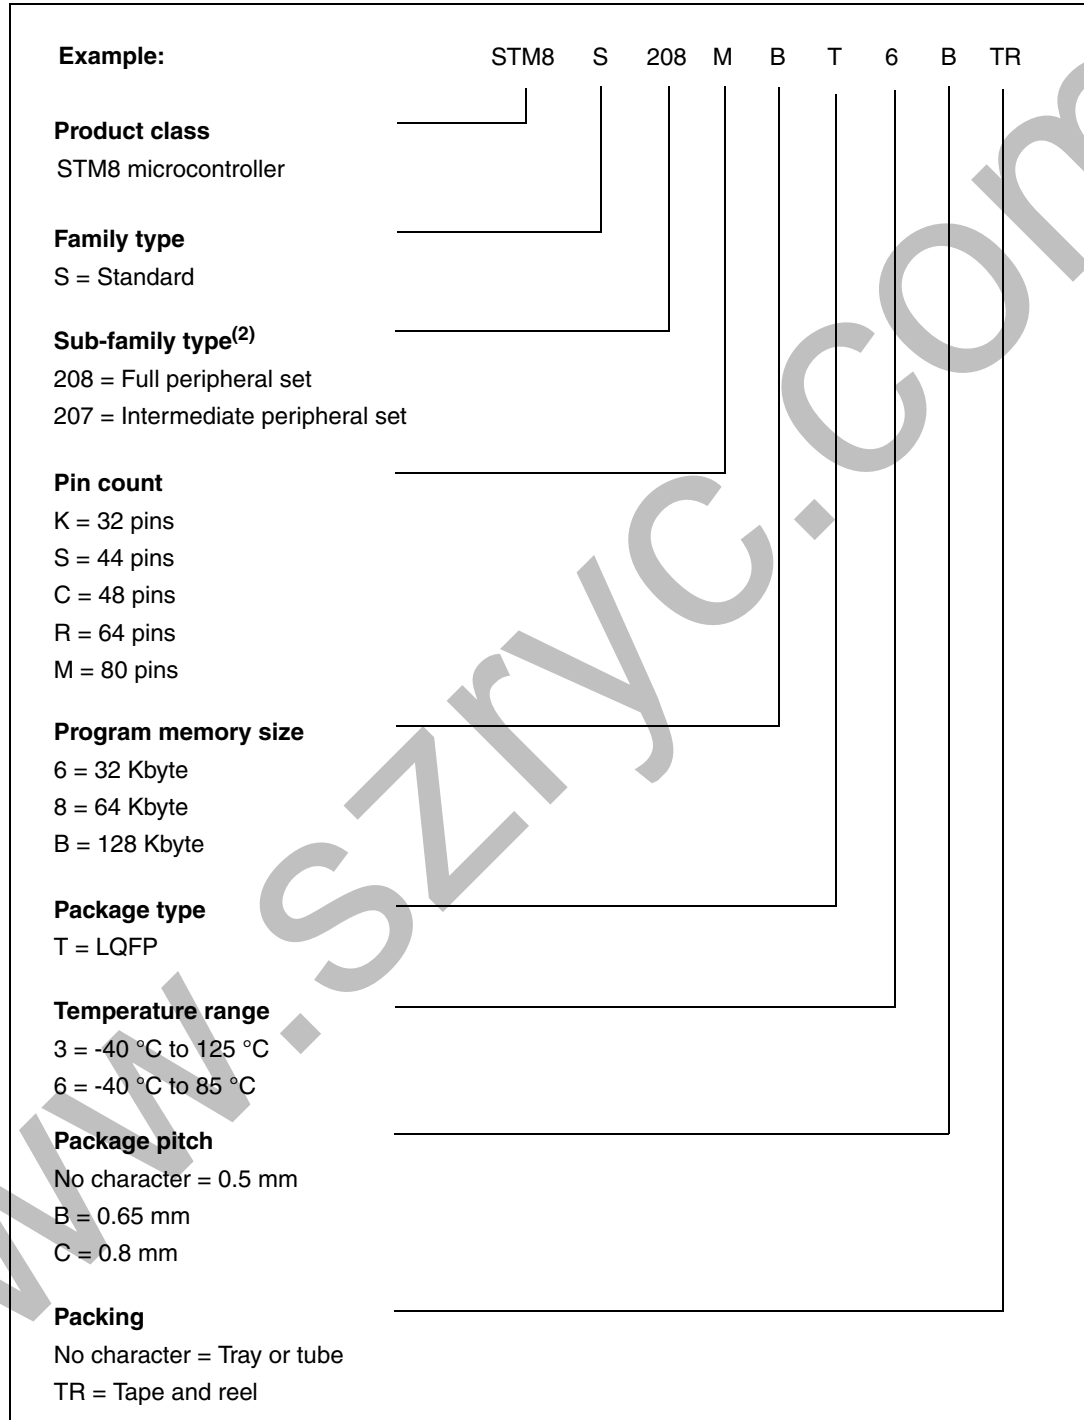 Example: STM8 S 208 M B T 6 B TR
Product class
STM8 microcontroller
Family type
S = Standard
Sub-family type(2)
208 = Full peripheral set
207 = Intermediate peripheral set
Pin count
K = 32 pins
S = 44 pins
C = 48 pins
R = 64 pins
M = 80 pins
Program memory size
6 = 32 Kbyte
8 = 64 Kbyte
B = 128 Kbyte
Package type
T = LQFP
Temperature range
3 = -40 °C to 125 °C
6 = -40 °C to 85 °C
Package pitch
No character = 0.5 mm
B = 0.65 mm
C = 0.8 mm
Packing
No character = Tray or tube
TR = Tape and reel
www.szryc.com